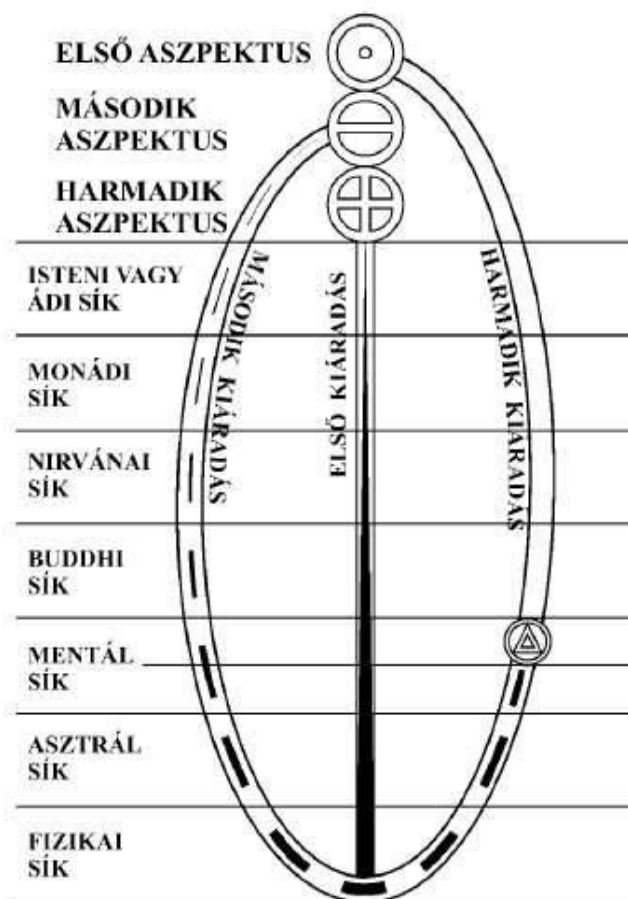 ELSŐ ASZPEKTUS
MÁSODIK
ASZPEKTUS
HARMADIK
ASZPEKTUS
ISTENI VAGY
ÁDI SÍK
MONÁDI
SÍK
NIRVÁNAI
SÍK
BUDDHI
SÍK
MENTÁL
SÍK
ASZTRÁL
SÍK
FIZIKAI
SÍK
MÁSODIK KIÁRADÁS
ELSŐ KIÁRADÁS
HARMADIK KIÁRADÁS